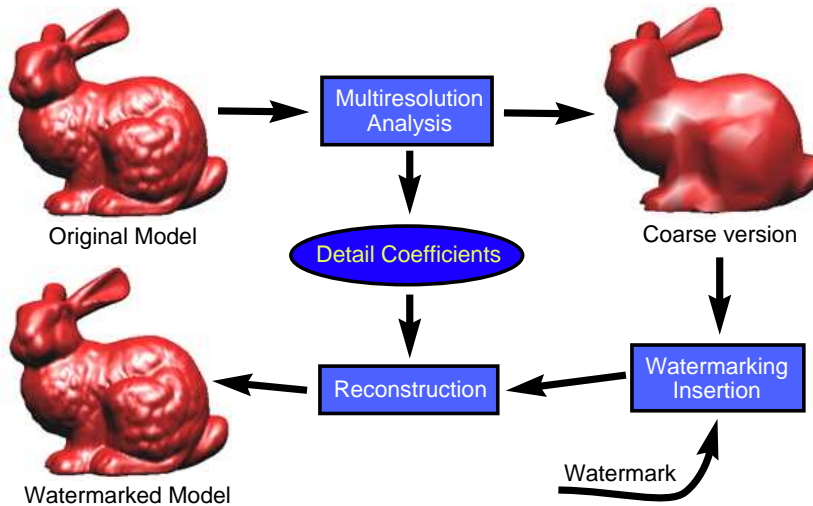 Multiresolution
Analysis
Original Model
Coarse version
Detail Coefficients
Watermarking
Insertion
Reconstruction
Watermark
Watermarked Model